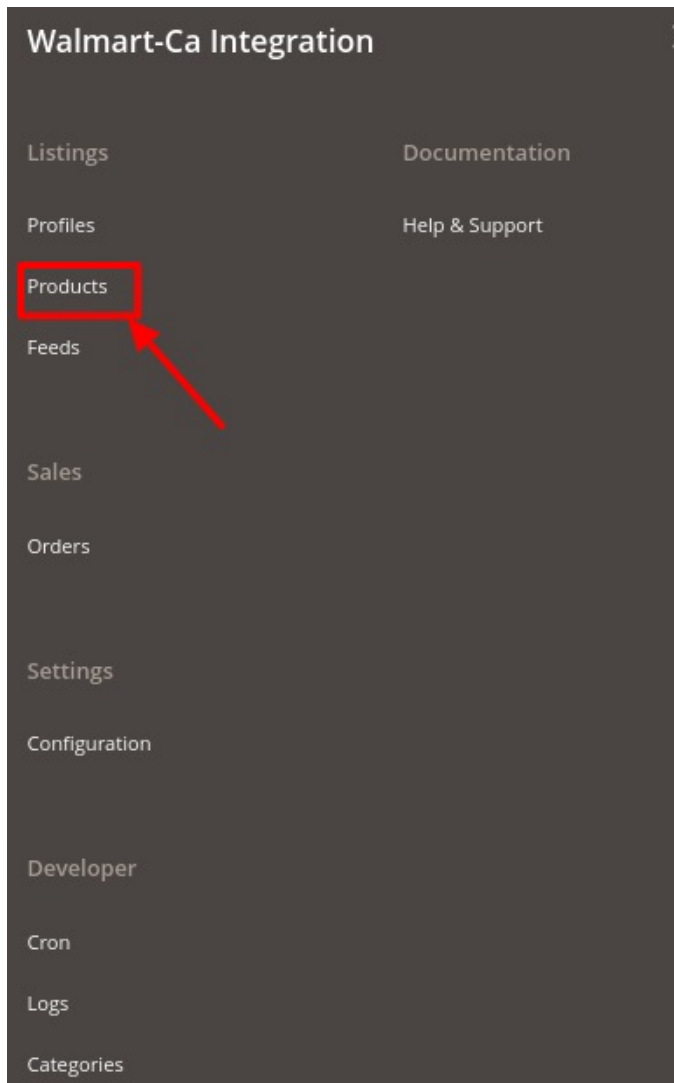 Walmart-Ca Integration
Listings
Profiles
Products
Feeds
Sales
Orders
Settings
Configuration
Developer
Cron
Logs
Categories
Documentation
Help & Support